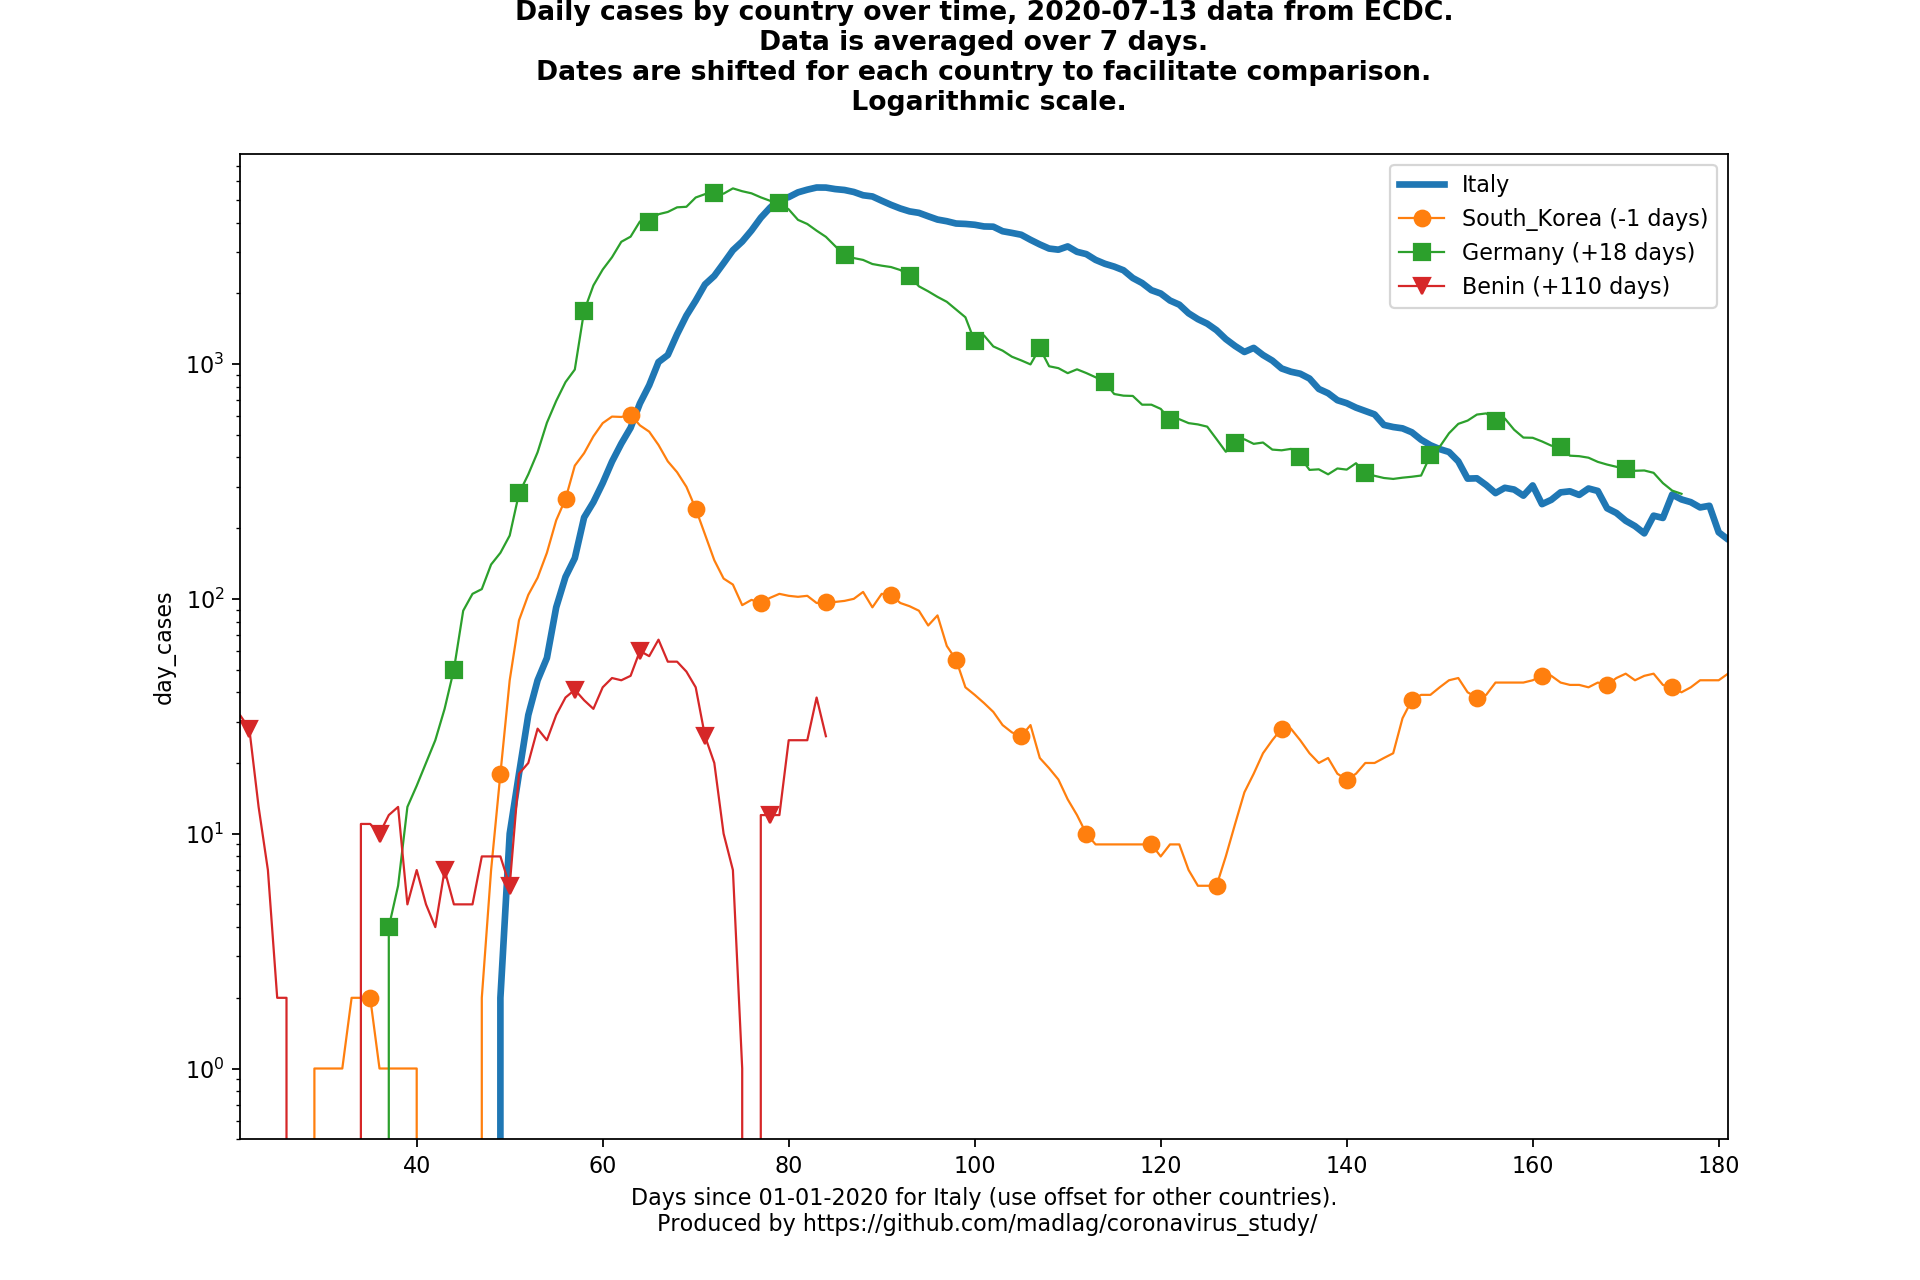 Daily cases by country over time, 2020-07-13 data from ECDC.
Data is averaged over 7 days.
Dates are shifted for each country to facilitate comparison.
Logarithmic scale.
Italy
South_Korea (-1 days)
Germany (+18 days)
Benin (+110 days)
10³
10²
10¹
10⁰
day_cases
40 60 80 100 120 140 160 180
Days since 01-01-2020 for Italy (use offset for other countries).
Produced by https://github.com/madlag/coronavirus_study/